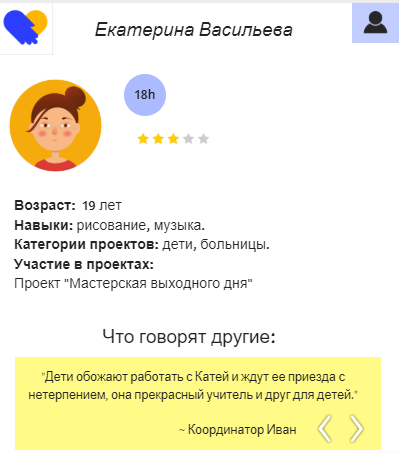 Екатерина Васильева
18h
Возраст: 19 лет
Навыки: рисование, музыка.
Категории проектов: дети, больницы.
Участие в проектах:
Проект "Мастерская выходного дня"
Что говорят другие:
"Дети обожают работать с Катей и ждут ее приезда с
нетерпением, она прекрасный учитель и друг для детей."
~ Координатор Иван